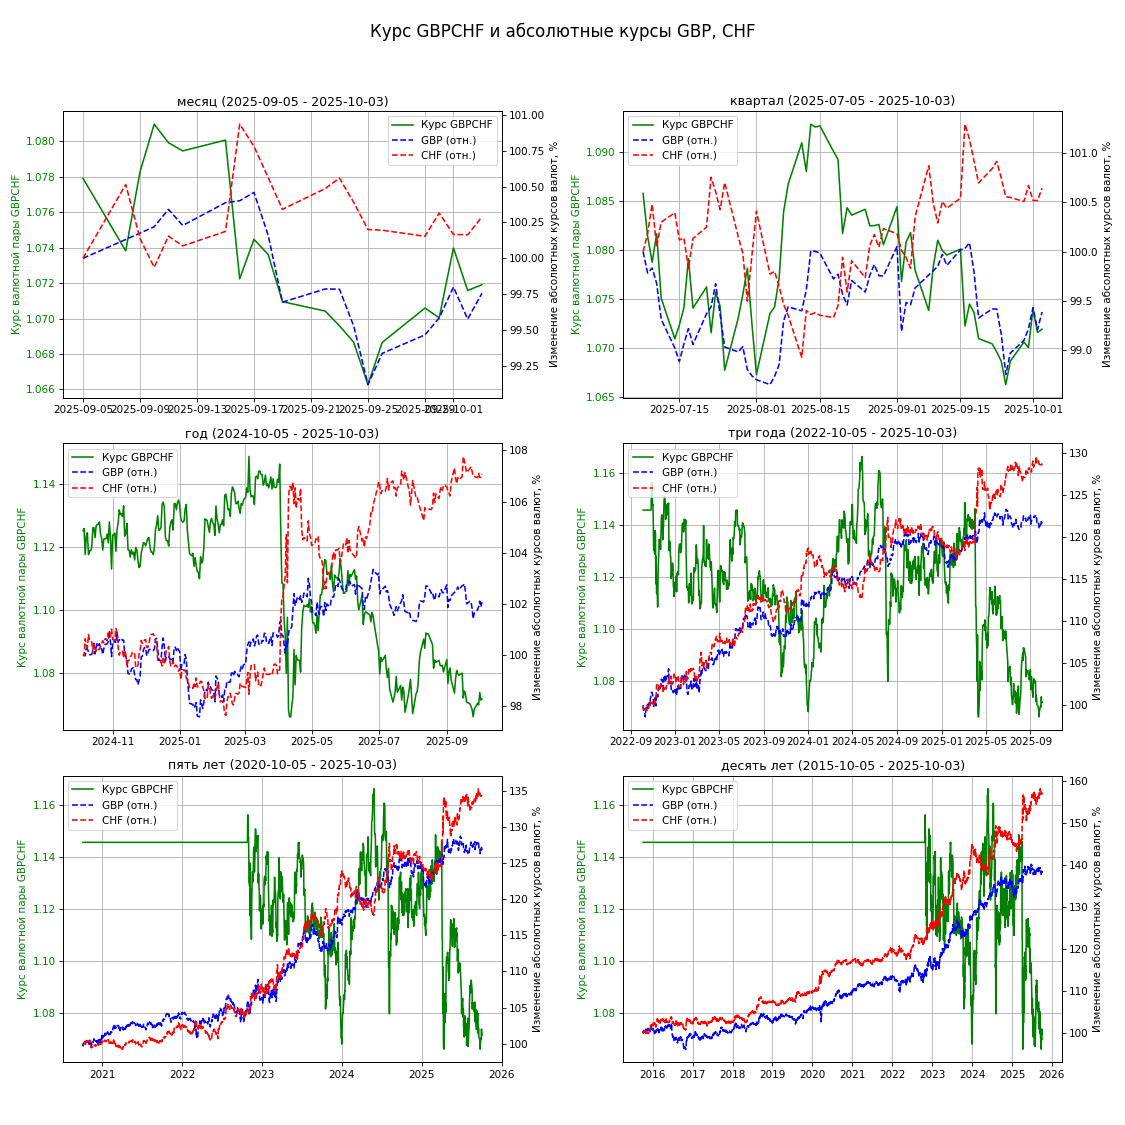 Курс GBPCHF и абсолютные курсы GBP, CHF
месяц (2025-09-05 - 2025-10-03)
Курс валютной пары GBPCHF
1.080
1.078
1.076
1.074
1.072
1.070
1.068
1.066
Курс GBPCHF
GBP (отн.)
CHF (отн.)
101.00
100.75
100.50
100.25
100.00
99.75
99.50
99.25
Изменение абсолютных курсов валют, %
2025-09-05 2025-09-09 2025-09-13 2025-09-17 2025-09-21 2025-09-25 2025-09-29 2025-10-01
квартал (2025-07-05 - 2025-10-03)
Курс валютной пары GBPCHF
1.090
1.085
1.080
1.075
1.070
1.065
Курс GBPCHF
GBP (отн.)
CHF (отн.)
101.0
100.5
100.0
99.5
99.0
Изменение абсолютных курсов валют, %
2025-07-15 2025-08-01 2025-08-15 2025-09-01 2025-09-15 2025-10-01
год (2024-10-05 - 2025-10-03)
Курс валютной пары GBPCHF
1.14
1.12
1.10
1.08
Курс GBPCHF
GBP (отн.)
CHF (отн.)
108
106
104
102
100
98
Изменение абсолютных курсов валют, %
2024-11 2025-01 2025-03 2025-05 2025-07 2025-09
три года (2022-10-05 - 2025-10-03)
Курс валютной пары GBPCHF
1.16
1.14
1.12
1.10
1.08
Курс GBPCHF
GBP (отн.)
CHF (отн.)
130
125
120
115
110
105
100
Изменение абсолютных курсов валют, %
2022-09 2023-01 2023-05 2023-09 2024-01 2024-05 2024-09 2025-01 2025-05 2025-09
пять лет (2020-10-05 - 2025-10-03)
Курс валютной пары GBPCHF
1.16
1.14
1.12
1.10
1.08
Курс GBPCHF
GBP (отн.)
CHF (отн.)
135
130
125
120
115
110
105
100
Изменение абсолютных курсов валют, %
2021 2022 2023 2024 2025 2026
десять лет (2015-10-05 - 2025-10-03)
Курс валютной пары GBPCHF
1.16
1.14
1.12
1.10
1.08
Курс GBPCHF
GBP (отн.)
CHF (отн.)
160
150
140
130
120
110
100
Изменение абсолютных курсов валют, %
2016 2017 2018 2019 2020 2021 2022 2023 2024 2025 2026